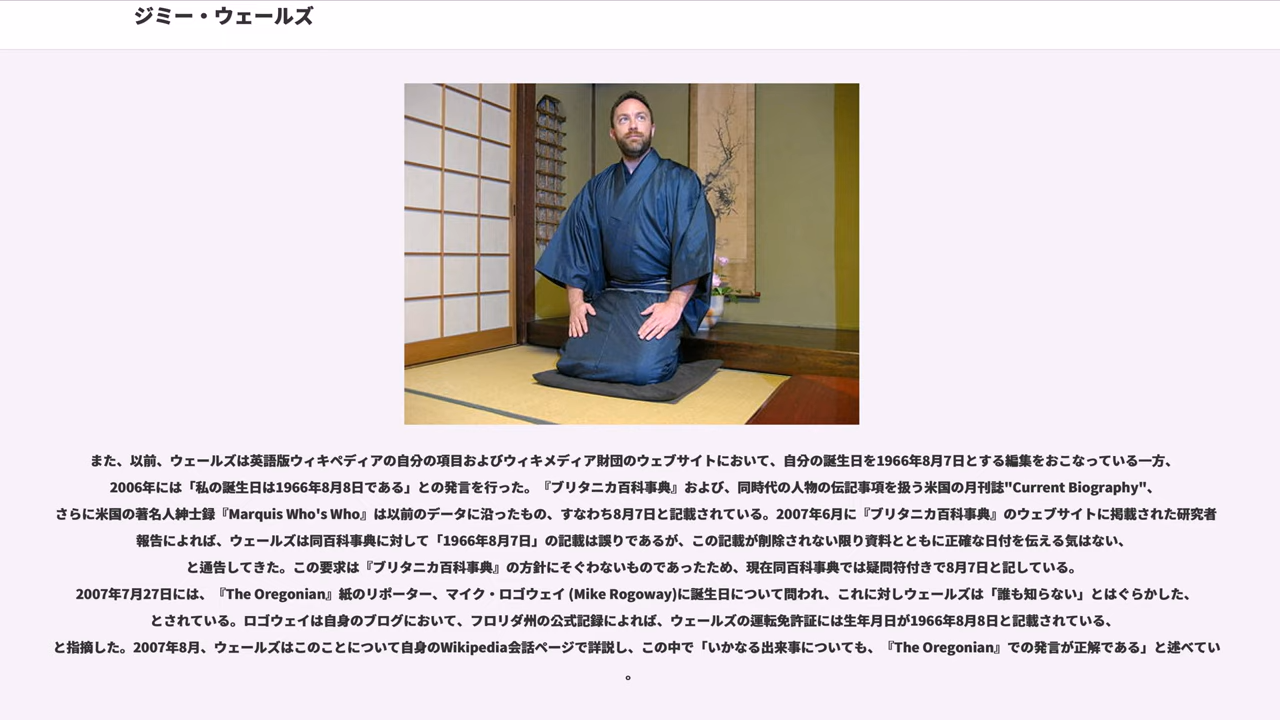 ジミー・ウェールズ
また、以前、ウェールズは英語版ウィキペディアの自分の項目およびウィキメディア財団のウェブサイトにおいて、自分の誕生日を1966年8月7日とする編集をおこなっている一方、
2006年には「私の誕生日は1966年8月8日である」との発言を行った。『ブリタニカ百科事典』および、同時代の人物の伝記事項を扱う米国の月刊誌"Current Biography"、
さらに米国の著名人紳士録『Marquis Who's Who』は以前のデータに沿ったもの、すなわち8月7日と記載されている。2007年6月に『ブリタニカ百科事典』のウェブサイトに掲載された研究者
報告によれば、ウェールズは同百科事典に対して「1966年8月7日」の記載は誤りであるが、この記載が削除されない限り資料とともに正確な日付を伝える気はない、
と通告してきた。この要求は『ブリタニカ百科事典』の方針にそぐわないものであったため、現在同百科事典では疑問符付きで8月7日と記している。
2007年7月27日には、『The Oregonian』紙のリポーター、マイク・ロゴウェイ (Mike Rogoway)に誕生日について問われ、これに対しウェールズは「誰も知らない」とはぐらかした、
とされている。ロゴウェイは自身のブログにおいて、フロリダ州の公式記録によれば、ウェールズの運転免許証には生年月日が1966年8月8日と記載されている、
と指摘した。2007年8月、ウェールズはこのことについて自身のWikipedia会話ページで詳説し、この中で「いかなる出来事についても、『The Oregonian』での発言が正解である」と述べてい
。